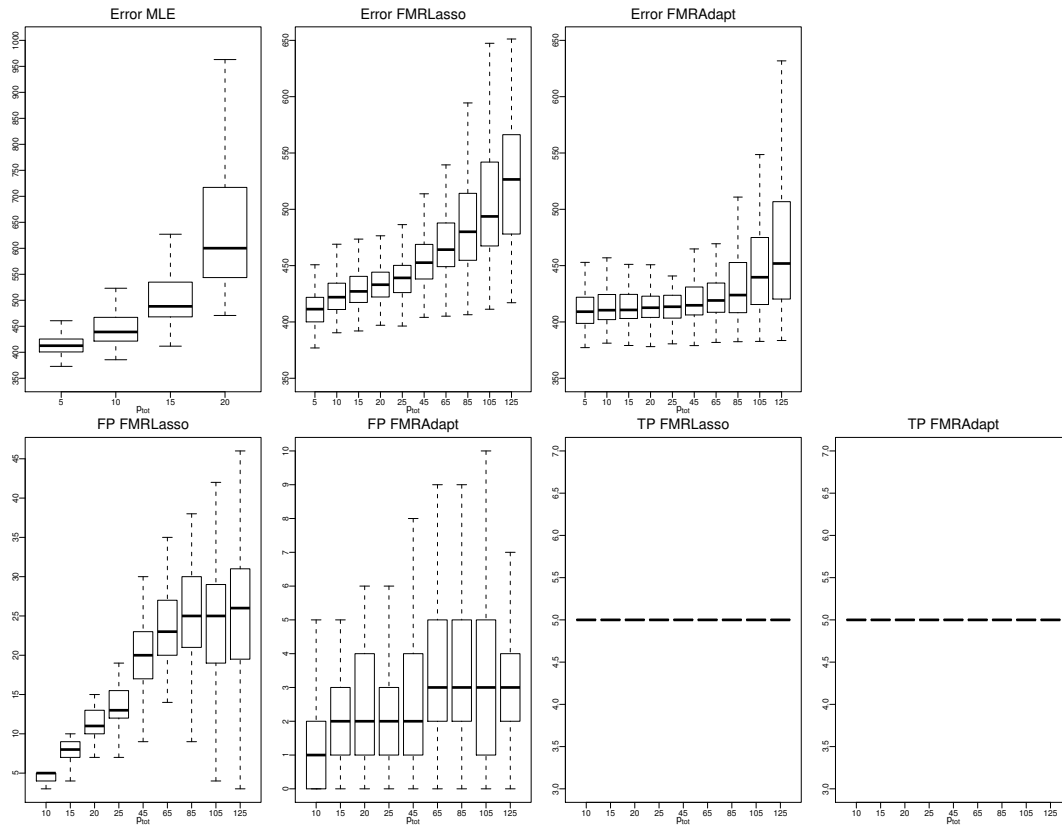 Error MLE
Error FMRLasso
Error FMRAdapt
350 400 450 500 550 600 650 700 750 800 850 900 950 1000
350 400 450 500 550 600 650
350 400 450 500 550 600 650
5 10 15 20
5 10 15 20 25 45 65 85 105 125
5 10 15 20 25 45 65 85 105 125
Ptot
Ptot
Ptot
FP FMRLasso
FP FMRAdapt
TP FMRLasso
TP FMRAdapt
5 10 15 20 25 30 35 40 45
0 1 2 3 4 5 6 7 8 9 10
3.0 3.5 4.0 4.5 5.0 5.5 6.0 6.5 7.0
3.0 3.5 4.0 4.5 5.0 5.5 6.0 6.5 7.0
10 15 20 25 45 65 85 105 125
10 15 20 25 45 65 85 105 125
10 15 20 25 45 65 85 105 125
10 15 20 25 45 65 85 105 125
Ptot
Ptot
Ptot
Ptot